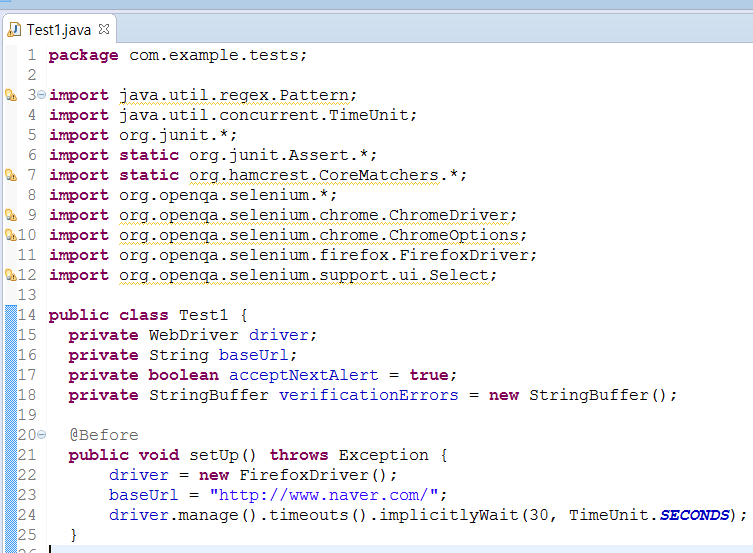 Test1.java
1 package com.example.tests;
2
3 import java.util.regex.Pattern;
4 import java.util.concurrent.TimeUnit;
5 import org.junit.*;
6 import static org.junit.Assert.*;
7 import static org.hamcrest.CoreMatchers.*;
8 import org.openqa.selenium.*;
9 import org.openqa.selenium.chrome.ChromeDriver;
10 import org.openqa.selenium.chrome.ChromeOptions;
11 import org.openqa.selenium.firefox.FirefoxDriver;
12 import org.openqa.selenium.support.ui.Select;
13
14 public class Test1 {
15   private WebDriver driver;
16   private String baseUrl;
17   private boolean acceptNextAlert = true;
18   private StringBuffer verificationErrors = new StringBuffer();
19
20   @Before
21   public void setUp() throws Exception {
22       driver = new FirefoxDriver();
23       baseUrl = "http://www.naver.com/";
24       driver.manage().timeouts().implicitlyWait(30, TimeUnit.SECONDS);
25   }
26